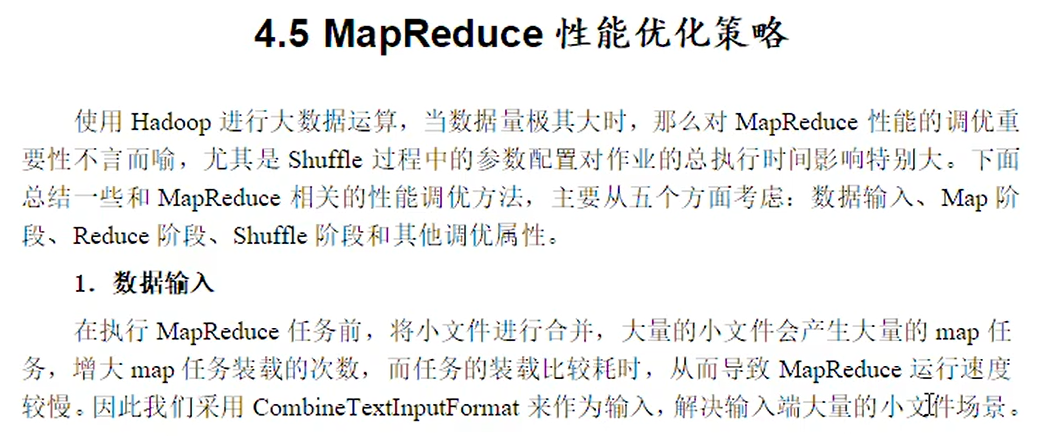 4.5 MapReduce 性能优化策略
使用 Hadoop 进行大数据运算，当数据量极其大时，那么对 MapReduce 性能的调优重
要性不言而喻，尤其是 Shuffle 过程中的参数配置对作业的总执行时间影响特别大。下面
总结一些和 MapReduce 相关的性能调优方法，主要从五个方面考虑：数据输入、Map 阶
段、Reduce 阶段、Shuffle 阶段和其他调优属性。
1．数据输入
在执行 MapReduce 任务前，将小文件进行合并，大量的小文件会产生大量的 map 任
务，增大 map 任务装载的次数，而任务的装载比较耗时，从而导致 MapReduce 运行速度
较慢。因此我们采用 CombineTextInputFormat 来作为输入，解决输入端大量的小文件场景。